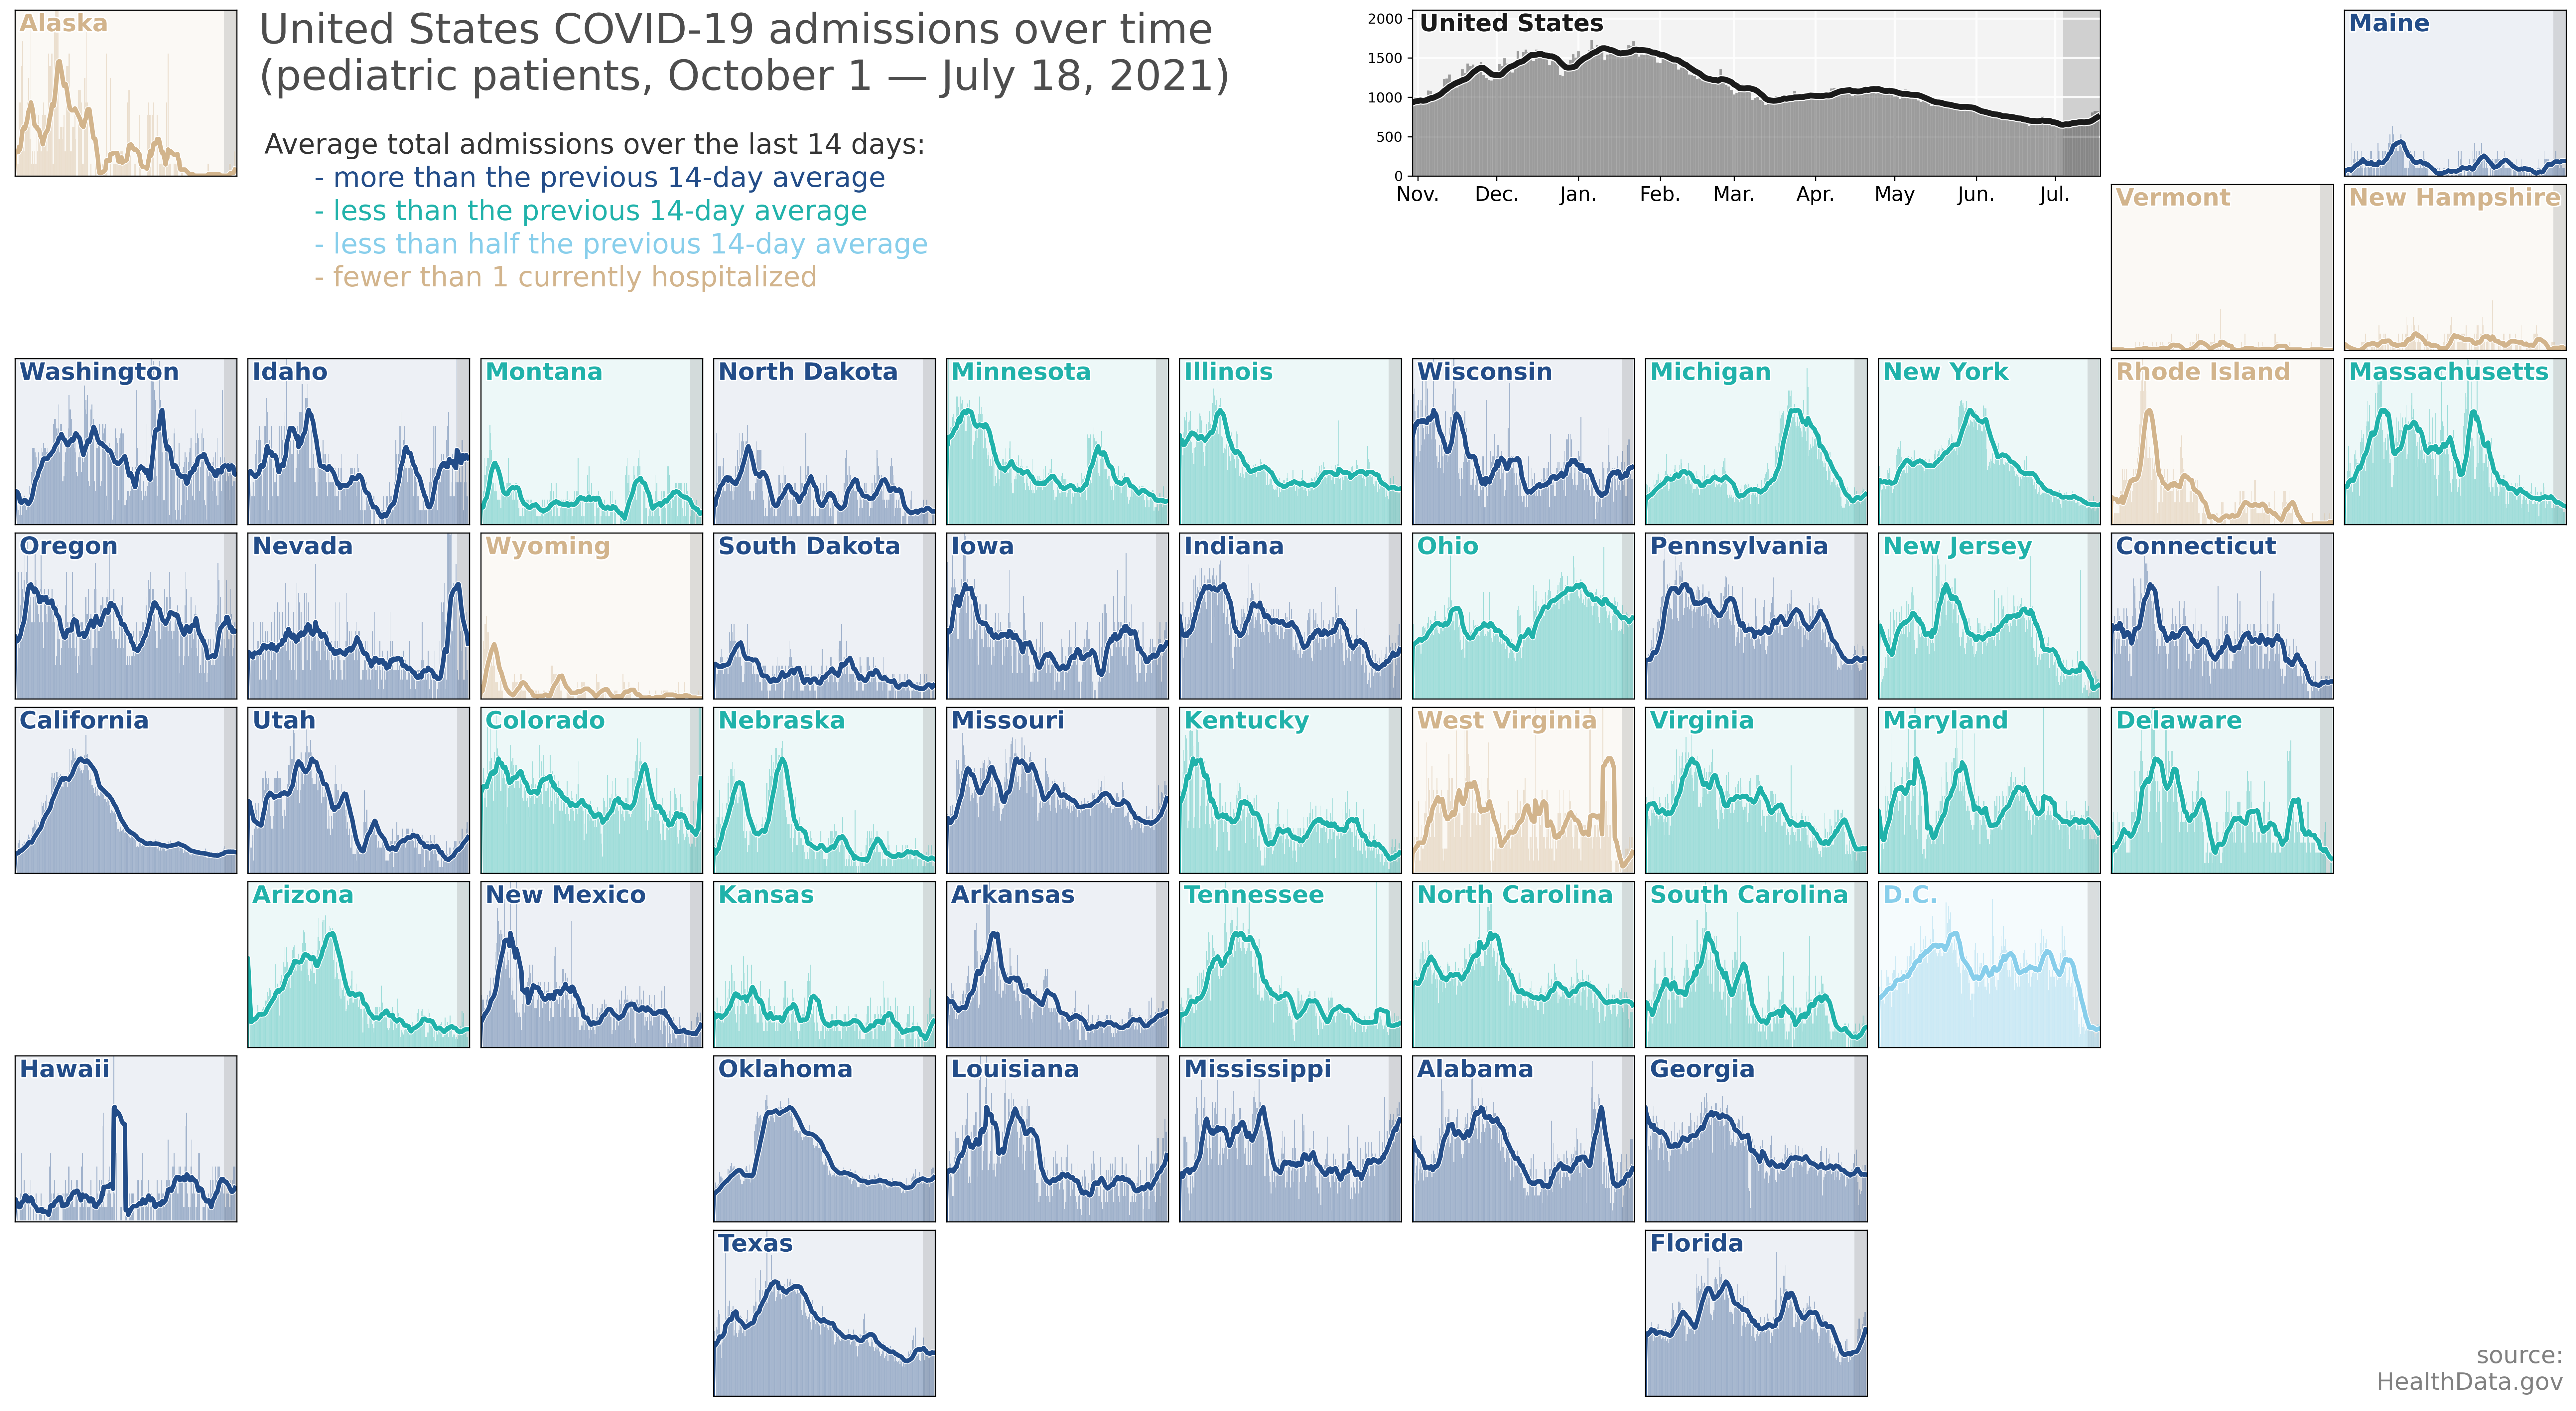 Alaska
United States COVID-19 admissions over time
(pediatric patients, October 1 — July 18, 2021)
Average total admissions over the last 14 days:
- more than the previous 14-day average
- less than the previous 14-day average
- less than half the previous 14-day average
- fewer than 1 currently hospitalized
United States
2000
1500
1000
500
0
Nov. Dec. Jan. Feb. Mar. Apr. May Jun. Jul.
Maine
Vermont
New Hampshire
Washington
Idaho
Montana
North Dakota
Minnesota
Illinois
Wisconsin
Michigan
New York
Rhode Island
Massachusetts
Oregon
Nevada
Wyoming
South Dakota
Iowa
Indiana
Ohio
Pennsylvania
New Jersey
Connecticut
California
Utah
Colorado
Nebraska
Missouri
Kentucky
West Virginia
Virginia
Maryland
Delaware
Arizona
New Mexico
Kansas
Arkansas
Tennessee
North Carolina
South Carolina
D.C.
Hawaii
Oklahoma
Louisiana
Mississippi
Alabama
Georgia
Texas
Florida
source:
HealthData.gov